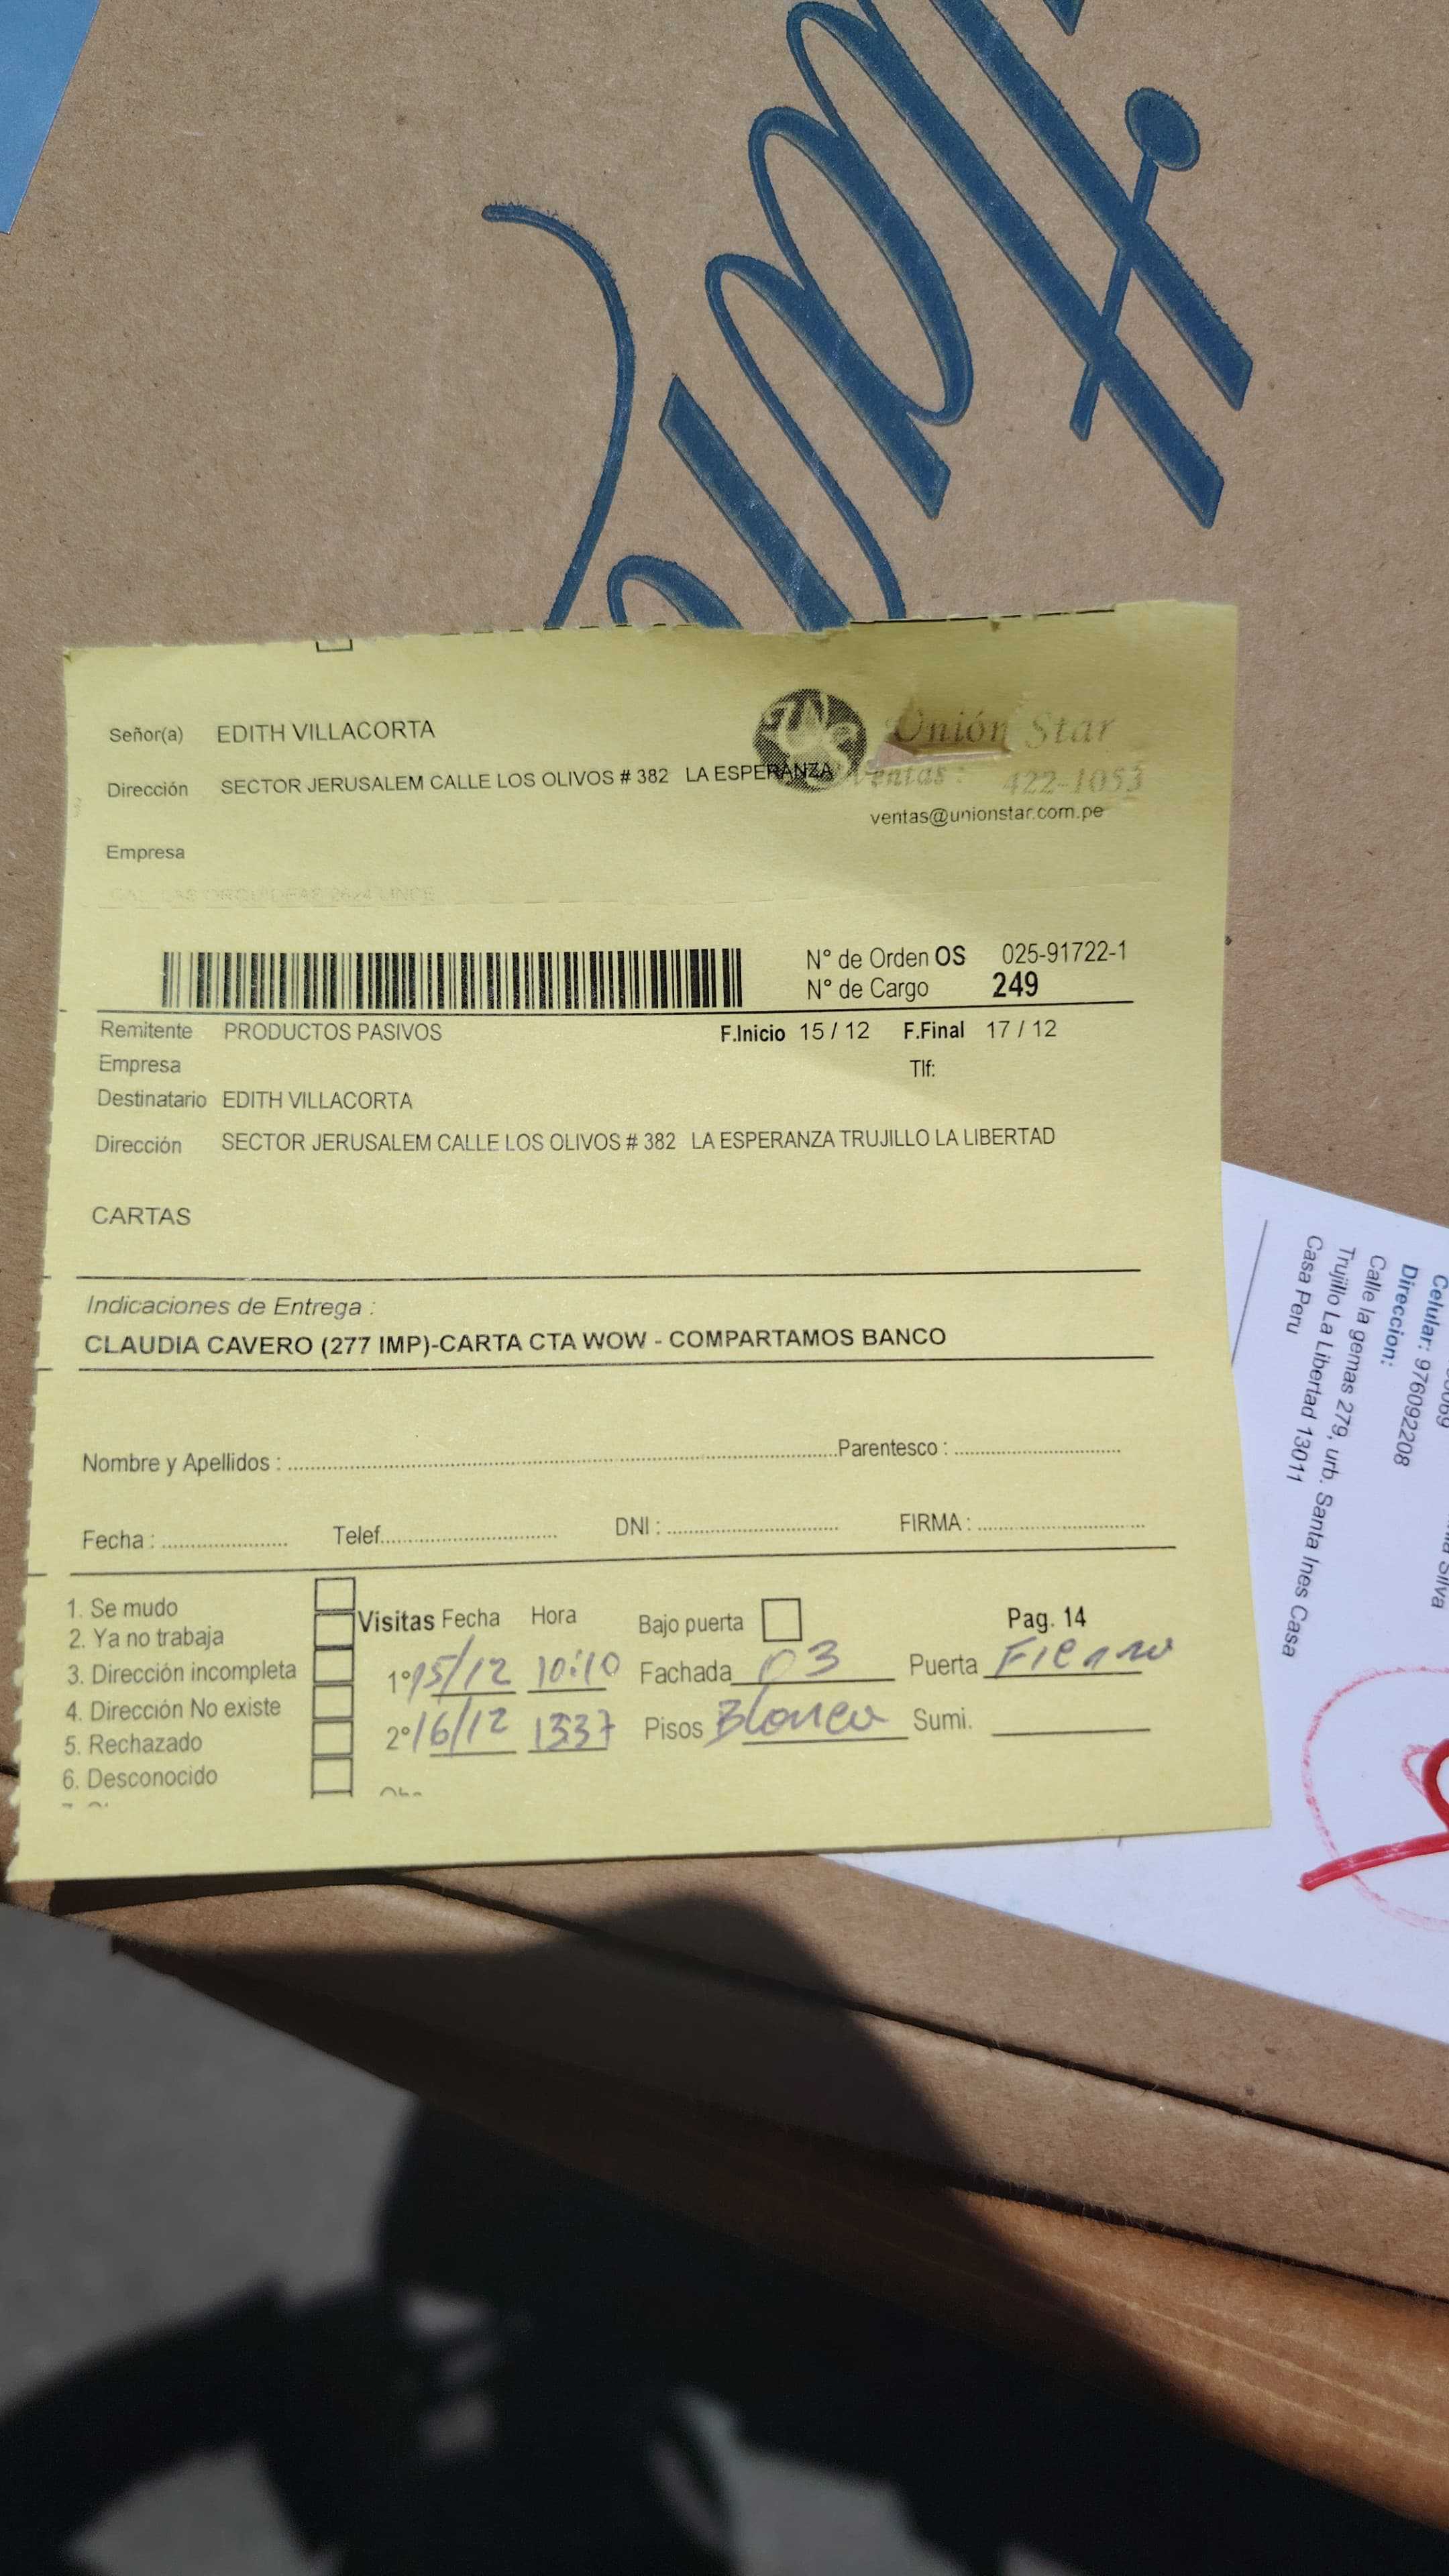 Señor(a) EDITH VILLACORTA
Dirección SECTOR JERUSALEM CALLE LOS OLIVOS # 382 LA ESPERANZA
Unión Star
Ventas: 422-1053
ventas@unionstar.com.pe
Empresa
ORQUIDEAS 2624 LINCE
N° de Orden OS 025-91722-1
N° de Cargo 249
Remitente PRODUCTOS PASIVOS F.Inicio 15 / 12 F.Final 17 / 12
Empresa Tlf:
Destinatario EDITH VILLACORTA
Dirección SECTOR JERUSALEM CALLE LOS OLIVOS # 382 LA ESPERANZA TRUJILLO LA LIBERTAD
CARTAS
Indicaciones de Entrega :
CLAUDIA CAVERO (277 IMP)-CARTA CTA WOW - COMPARTAMOS BANCO
Nombre y Apellidos : Parentesco :
Fecha : Telef. DNI : FIRMA :
1. Se mudo
2. Ya no trabaja
3. Dirección incompleta
4. Dirección No existe
5. Rechazado
6. Desconocido
Visitas Fecha Hora Bajo puerta Pag. 14
1° 15/12 10:10 Fachada 03 Puerta Fierro
2° 16/12 1337 Pisos Blanco Sumi.
Silva
Celular: 976092208
Direccion:
Calle la gemas 279, urb. Santa Ines Casa
Trujillo La Libertad 13011
Casa Peru